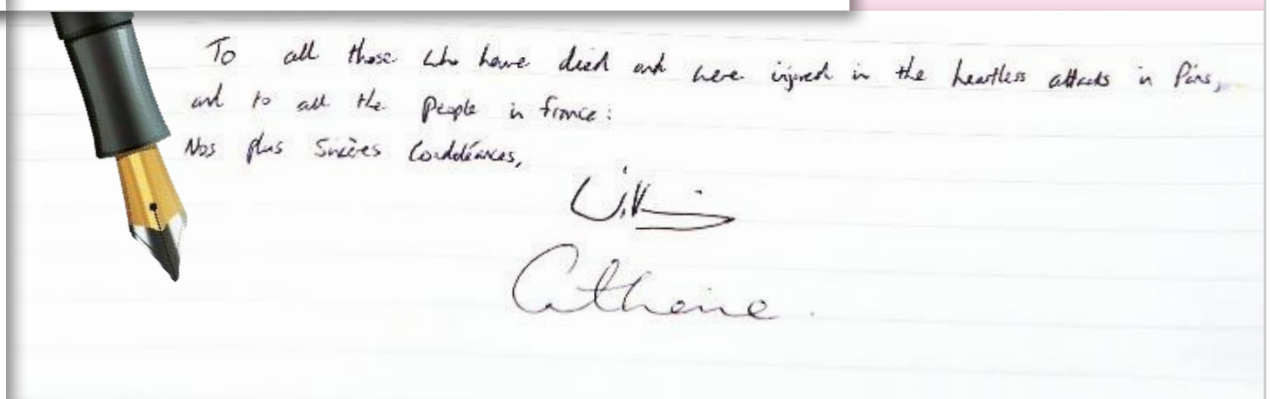 To all those who have died and were injured in the heartless attacks in Paris,
and to all the People in France:
Nos plus Sincères Condoléances,
William
Catherine.